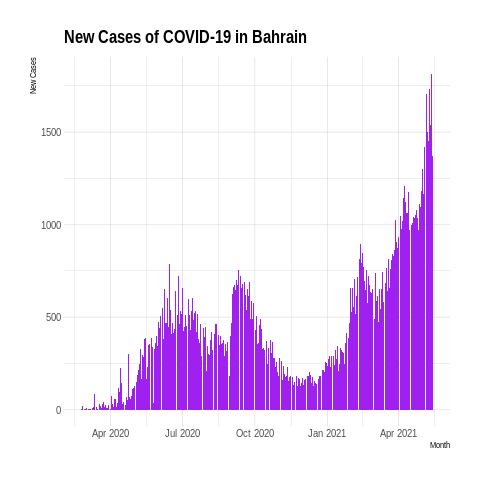 New Cases of COVID-19 in Bahrain
New Cases
1500
1000
500
0
Apr 2020 Jul 2020 Oct 2020 Jan 2021 Apr 2021
Month